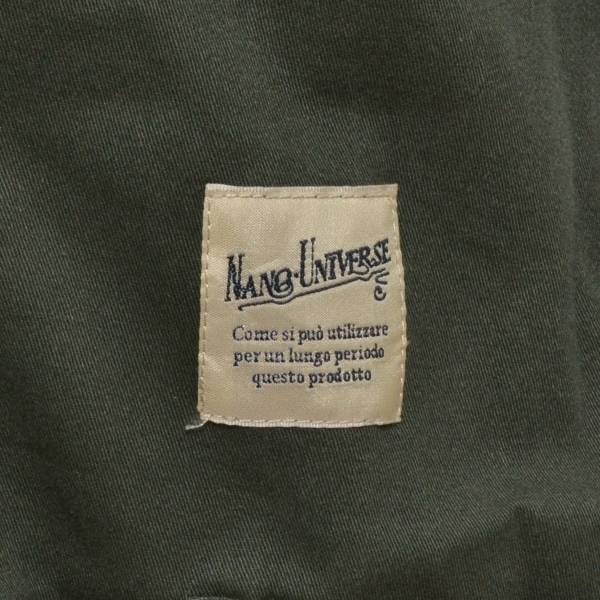 NANO·UNIVERSE
Come si può utilizzare
per un lungo periodo
questo prodotto